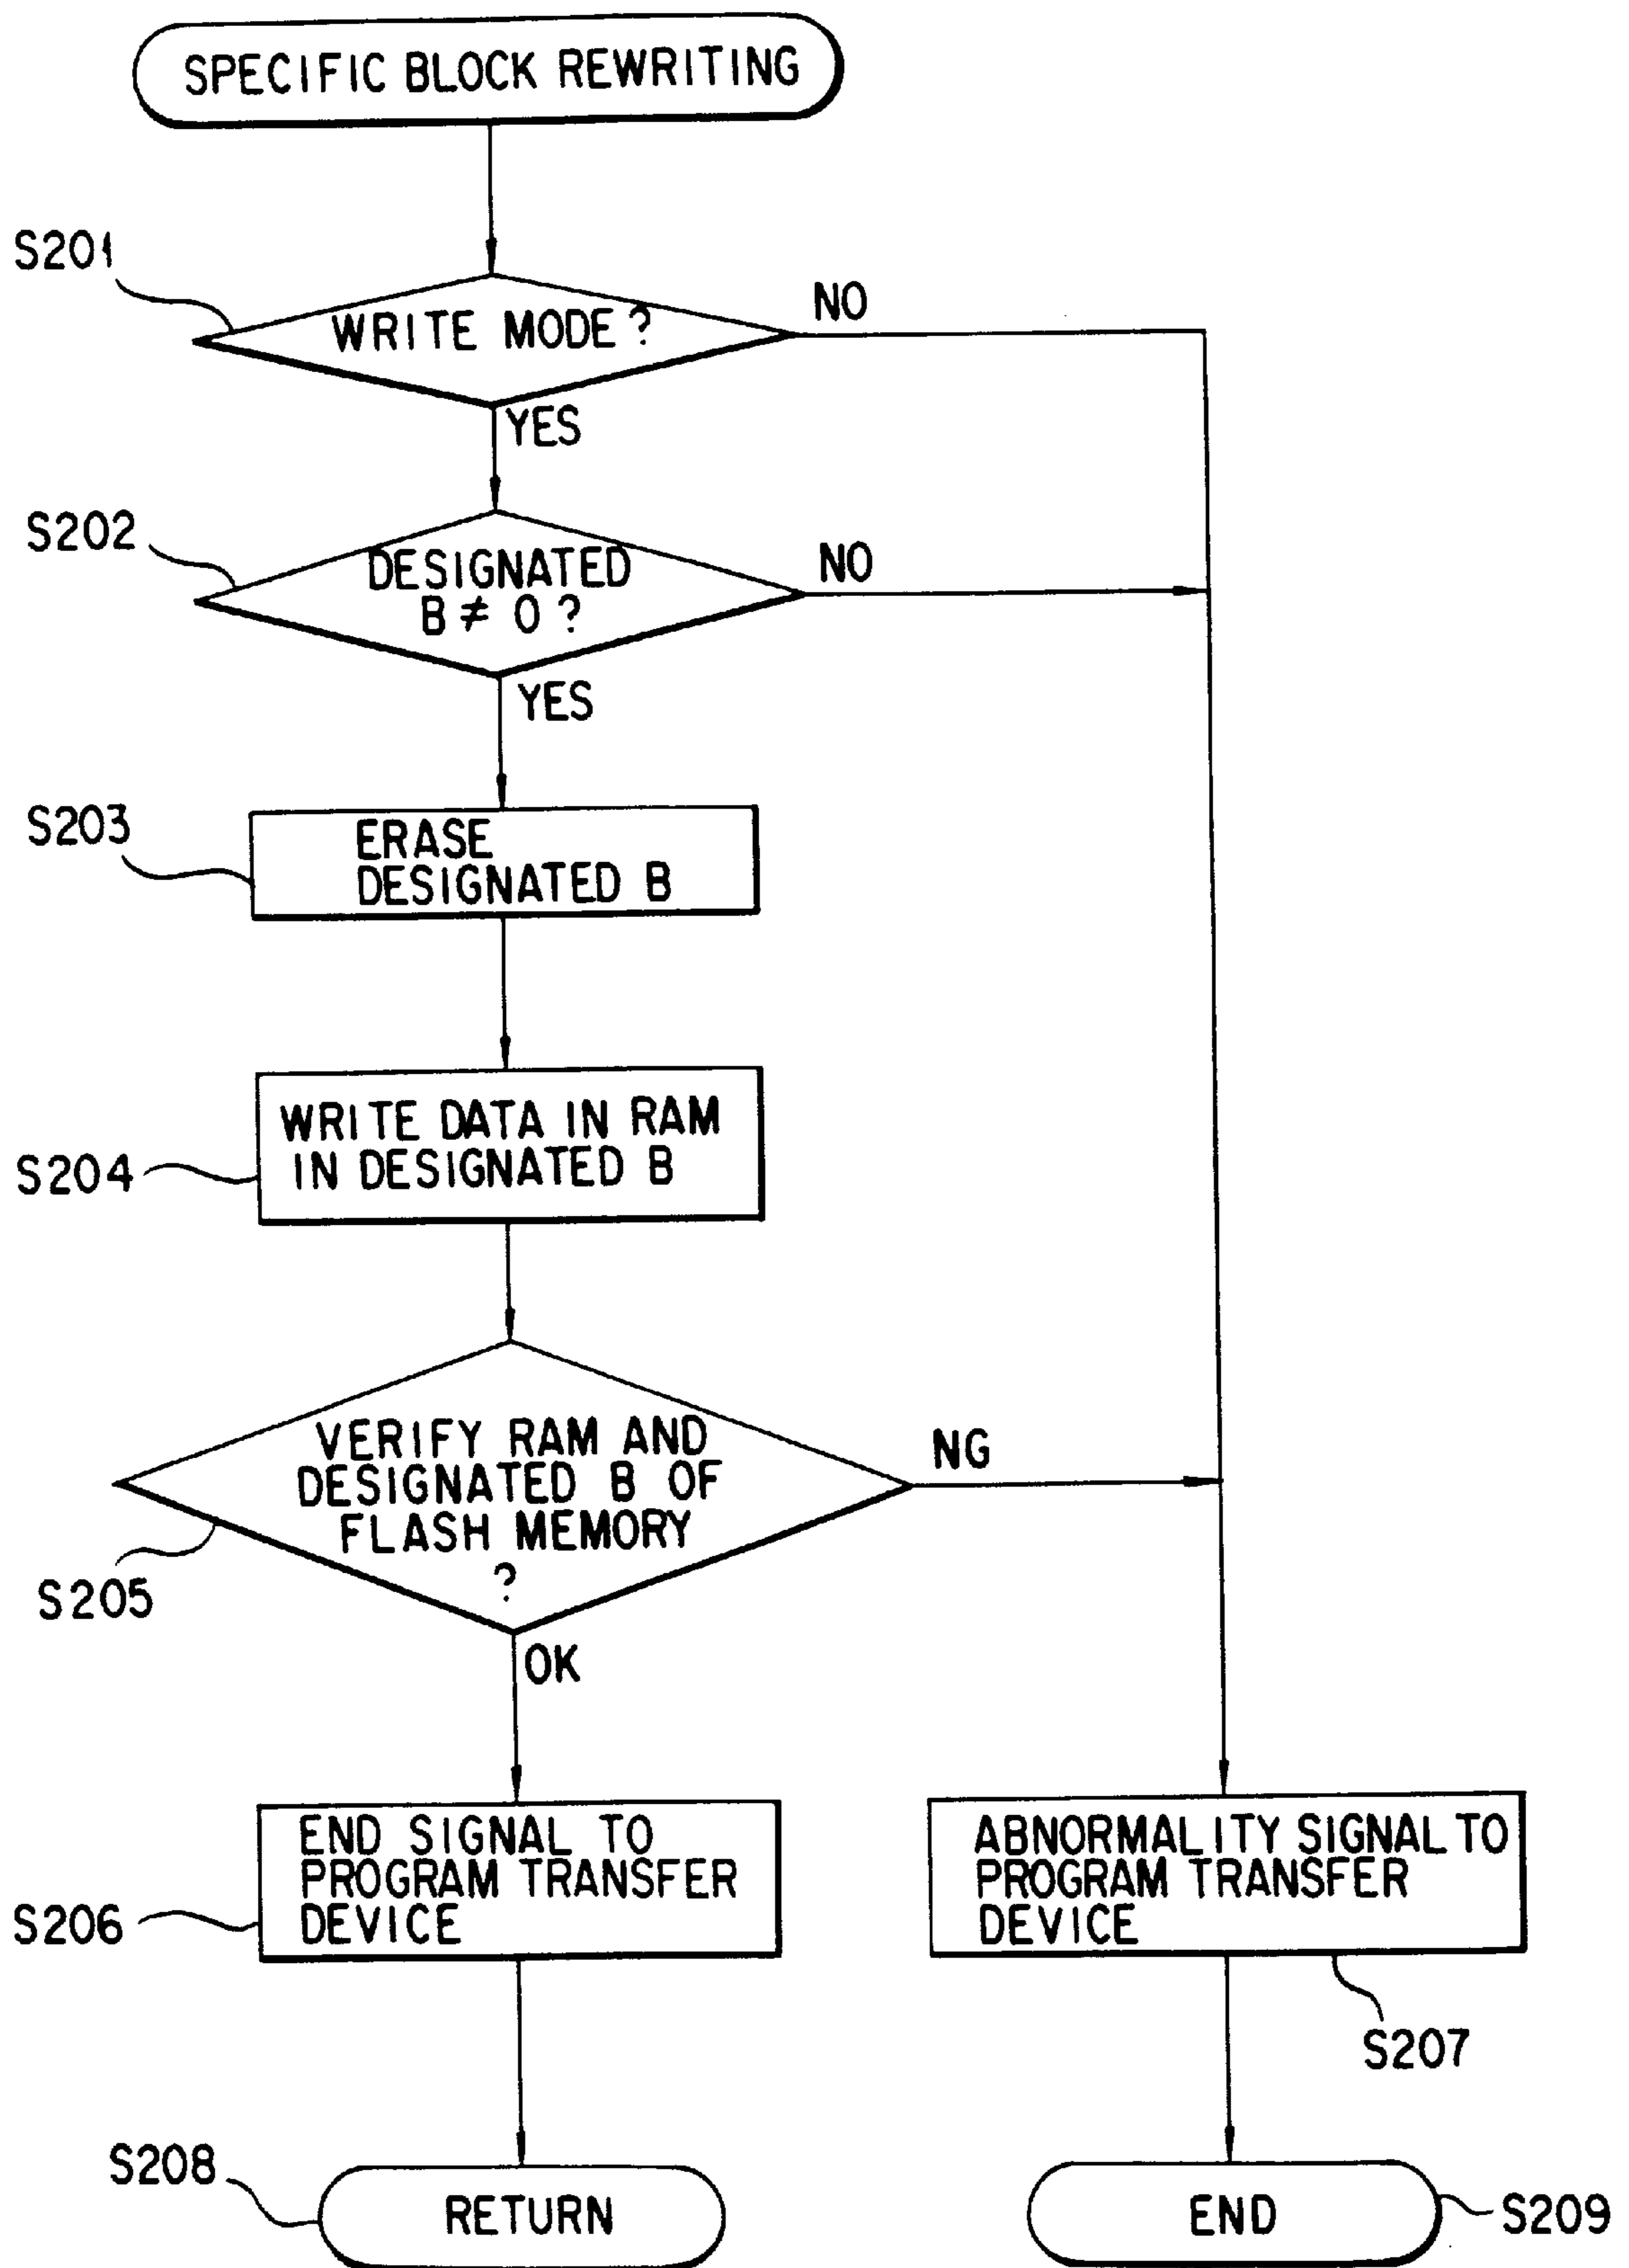 SPECIFIC BLOCK REWRITING
S201
WRITE MODE?
NO
YES
S202
DESIGNATED
B ≠ 0?
NO
YES
S203
ERASE
DESIGNATED B
S204
WRITE DATA IN RAM
IN DESIGNATED B
VERIFY RAM AND
DESIGNATED B OF
FLASH MEMORY
?
NG
S205
OK
S206
END SIGNAL TO
PROGRAM TRANSFER
DEVICE
ABNORMALITY SIGNAL TO
PROGRAM TRANSFER
DEVICE
S207
S208
RETURN
END
S209